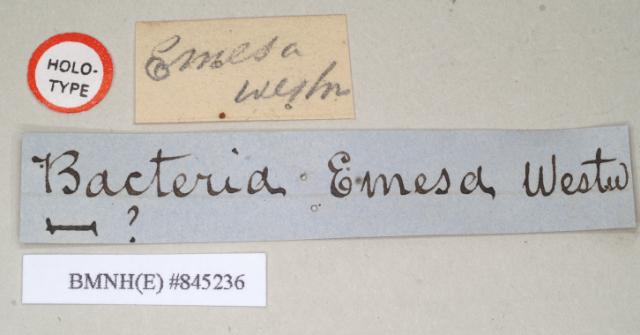 HOLO-
TYPE
Emesa
Westw
Bacteria Emesa Westw
?
BMNH(E) #845236